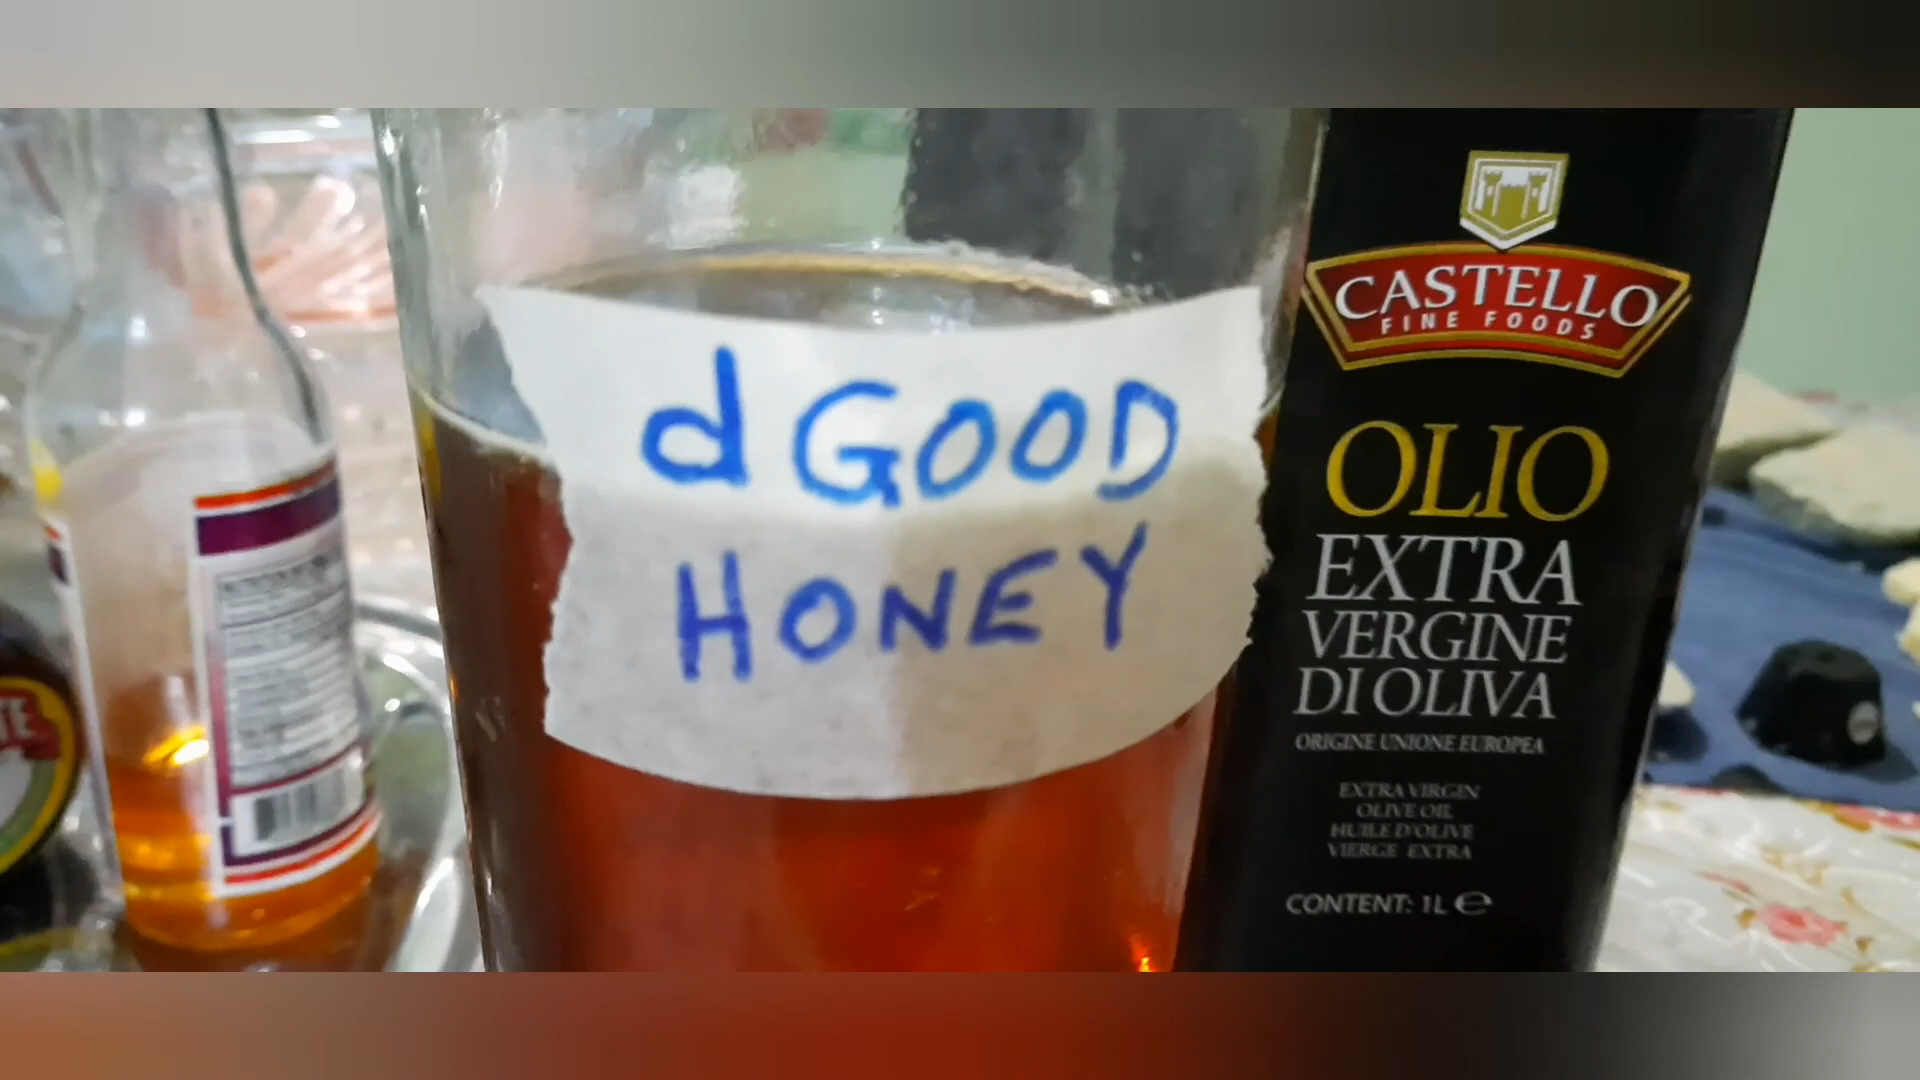 dGOOD
HONEY
CASTELLO
FINE FOODS
OLIO
EXTRA
VERGINE
DI OLIVA
ORIGINE UNIONE EUROPEA
EXTRA VIRGIN
OLIVE OIL
HUILE D'OLIVE
VIERGE EXTRA
CONTENT: 1L ℮
TE